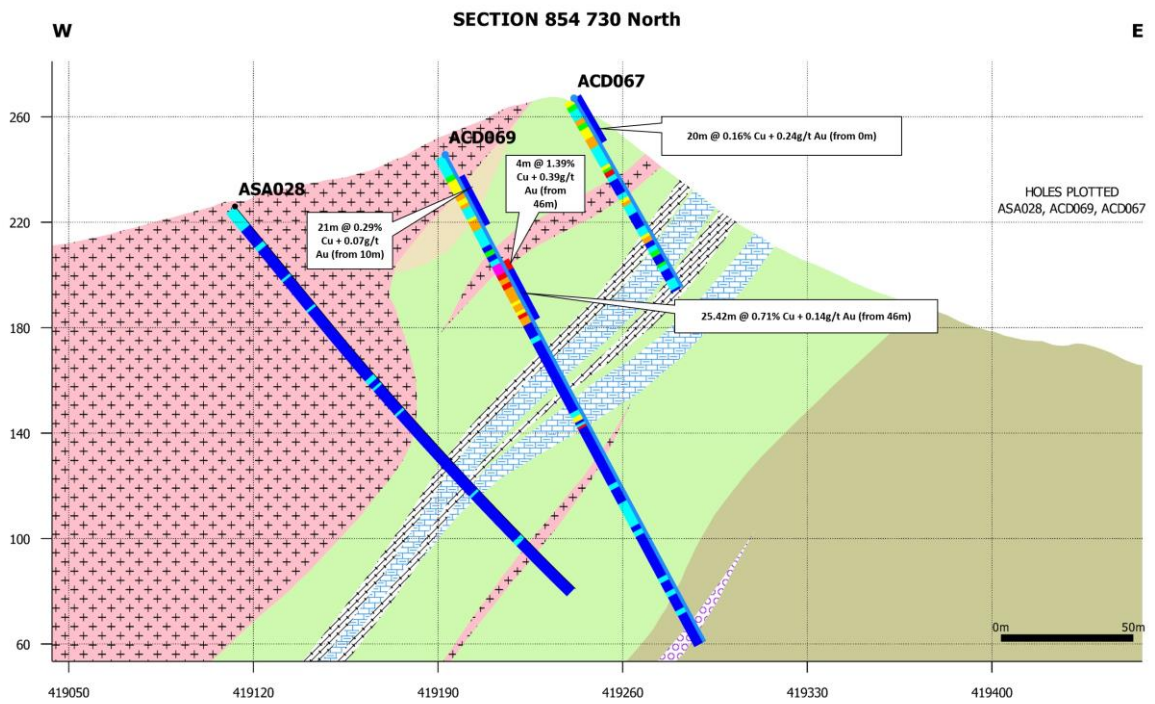 SECTION 854 730 North
W
E
ACD067
260
20m @ 0.16% Cu + 0.24g/t Au (from 0m)
ACD069
4m @ 1.39%
Cu + 0.39g/t
Au (from
46m)
ASA028
HOLES PLOTTED
ASA028, ACD069, ACD067
220
21m @ 0.29%
Cu + 0.07g/t
Au (from 10m)
25.42m @ 0.71% Cu + 0.14g/t Au (from 46m)
180
140
100
60
0m 50m
419050 419120 419190 419260 419330 419400